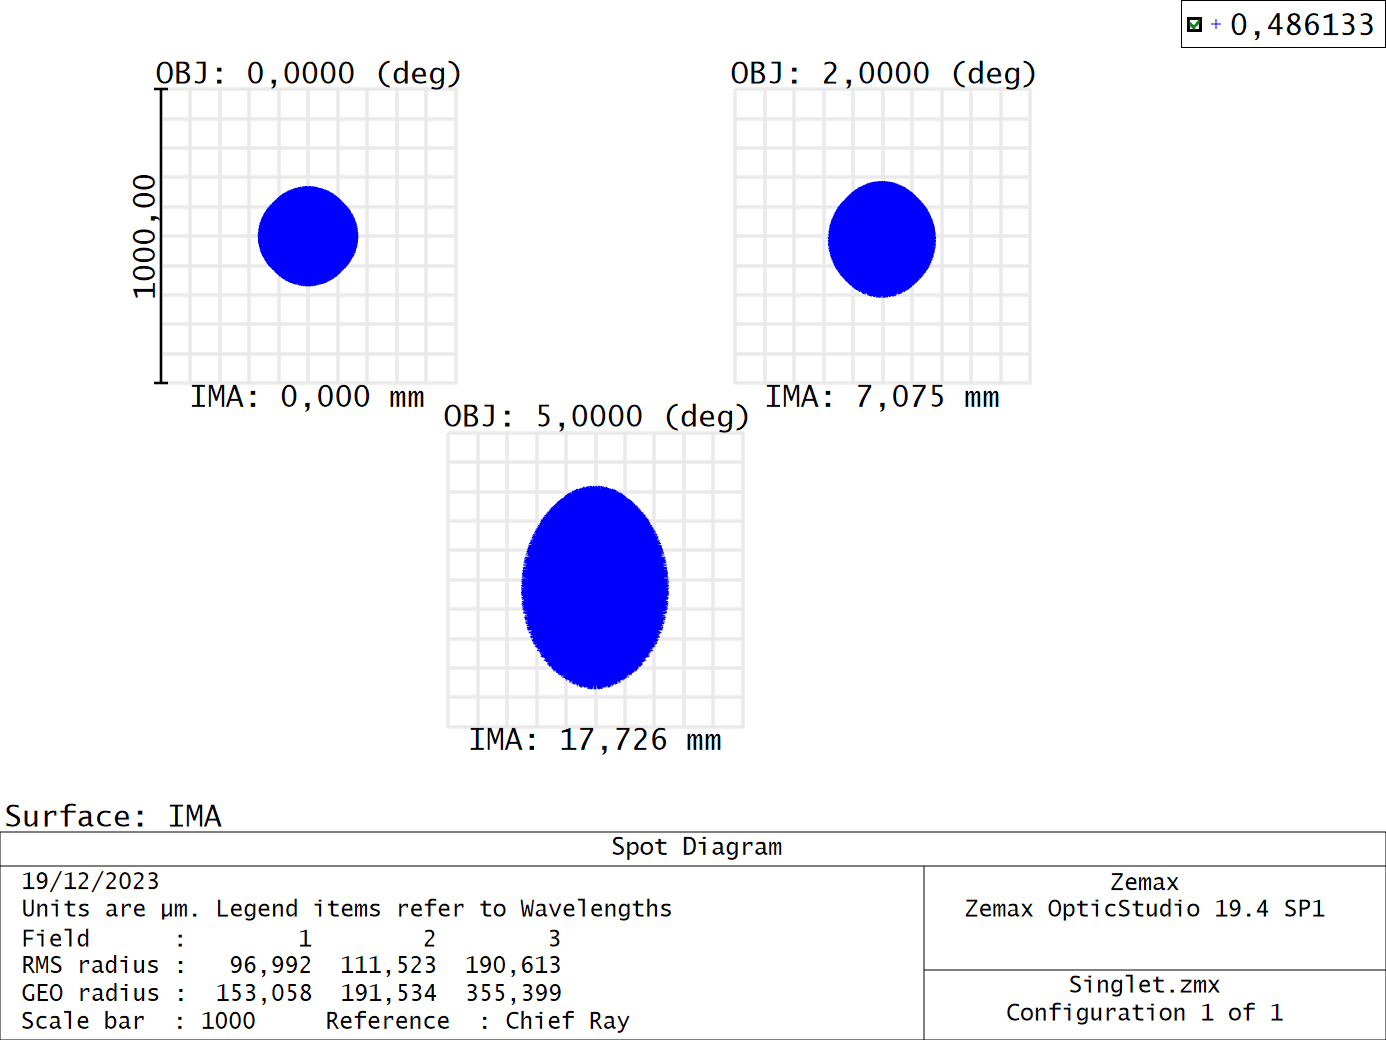 + 0,486133
OBJ: 0,0000 (deg)
OBJ: 2,0000 (deg)
1000,00
IMA: 0,000 mm
IMA: 7,075 mm
OBJ: 5,0000 (deg)
IMA: 17,726 mm
Surface: IMA
Spot Diagram
19/12/2023
Units are µm. Legend items refer to Wavelengths
Field : 1 2 3
RMS radius : 96,992 111,523 190,613
GEO radius : 153,058 191,534 355,399
Scale bar : 1000 Reference : Chief Ray
Zemax
Zemax OpticStudio 19.4 SP1
Singlet.zmx
Configuration 1 of 1